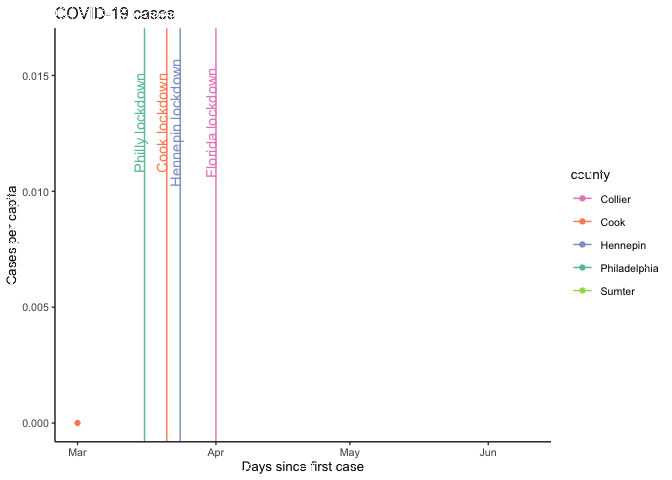 COVID-19 cases
0.015
0.010
0.005
0.000
Cases per capita
Philly lockdown
Cook lockdown
Hennepin lockdown
Florida lockdown
Mar
Apr
May
Jun
Days since first case
county
Collier
Cook
Hennepin
Philadelphia
Sumter